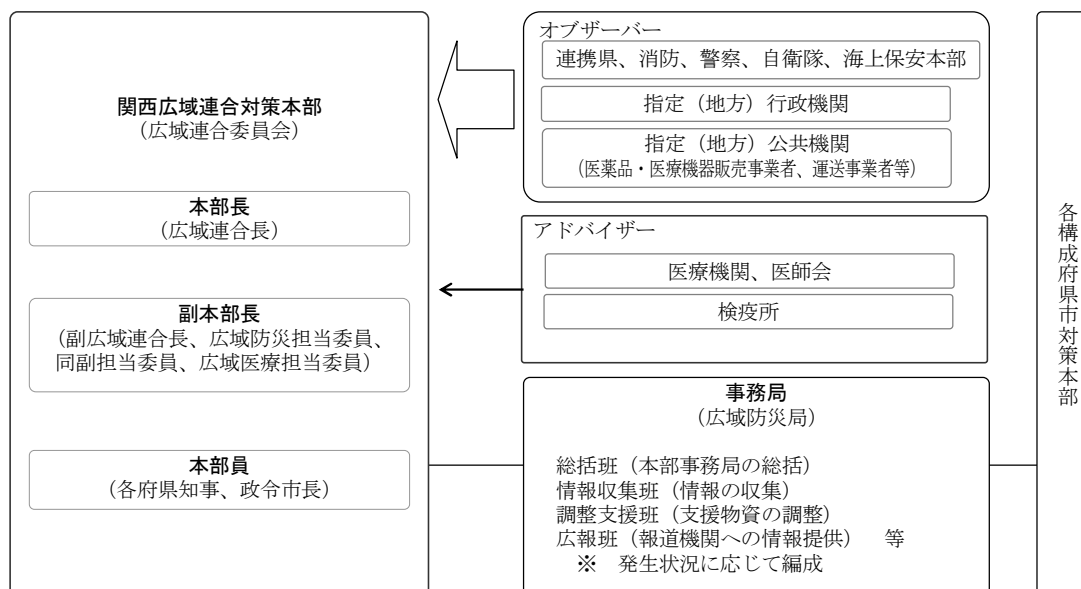 関西広域連合対策本部
(広域連合委員会)
本部長
(広域連合長)
副本部長
(副広域連合長、広域防災担当委員、
同副担当委員、広域医療担当委員)
本部員
(各府県知事、政令市長)
オブザーバー
連携県、消防、警察、自衛隊、海上保安本部
指定(地方)行政機関
指定(地方)公共機関
(医薬品・医療機器販売事業者、運送事業者等)
アドバイザー
医療機関、医師会
検疫所
事務局
(広域防災局)
総括班(本部事務局の総括)
情報収集班(情報の収集)
調整支援班(支援物資の調整)
広報班(報道機関への情報提供) 等
※ 発生状況に応じて編成
各構成府県市対策本部